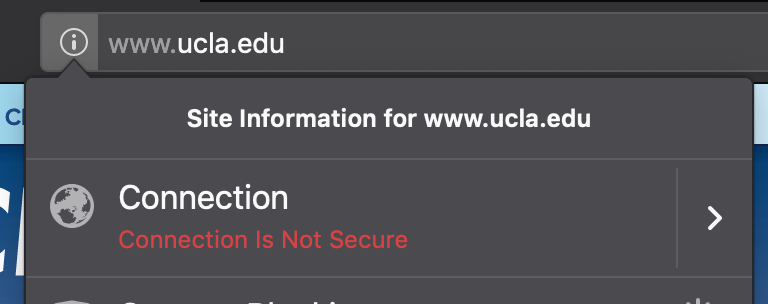 www.ucla.edu
Site Information for www.ucla.edu
Connection
Connection Is Not Secure